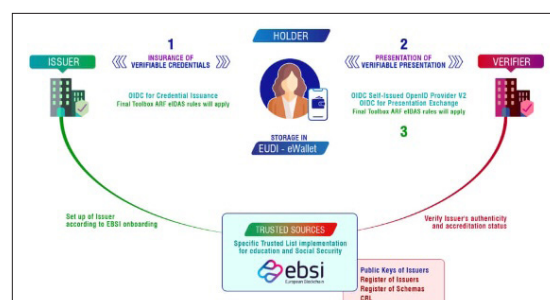 HOLDER
1
2
ISSUER
INSURANCE OF
VERIFIABLE CREDENTIALS
PRESENTATION OF
VERIFIABLE PRESENTATION
VERIFIER
OIDC for Credential Issuance
Final Toolbox ARF eIDAS rules will apply
OIDC Self-Issued OpenID Provider V2
OIDC for Presentation Exchange
Final Toolbox ARF eIDAS rules will apply
3
STORAGE IN
EUDI - eWallet
Set up of Issuer
according to EBSI onboarding
Verify Issuer's authenticity
and accreditation status
TRUSTED SOURCES
Specific Trusted List implementation
for education and Social Security
ebsi
European Blockchain
Public Keys of Issuers
Register of Issuers
Register of Schemas
CRL